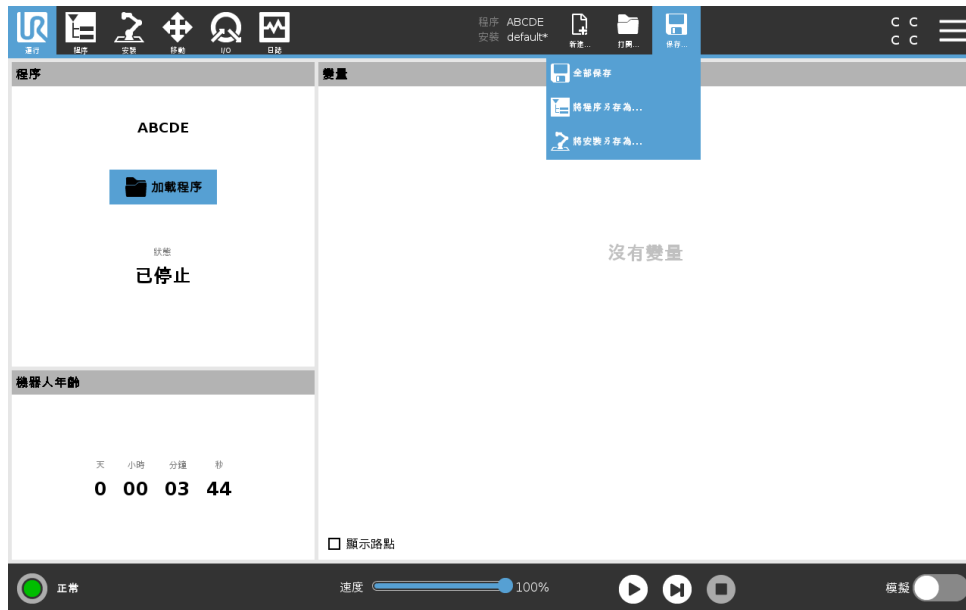 程序 ABCDE
安裝 default*
C C
C C
運行
程序
安裝
移動
I/O
日誌
新建...
打開...
保存...
全部保存
將程序另存為...
將安裝另存為...
程序
ABCDE
加載程序
狀態
已停止
變量
沒有變量
顯示路點
機器人年齡
天 小時 分鐘 秒
0 00 03 44
正常
速度 100%
模擬